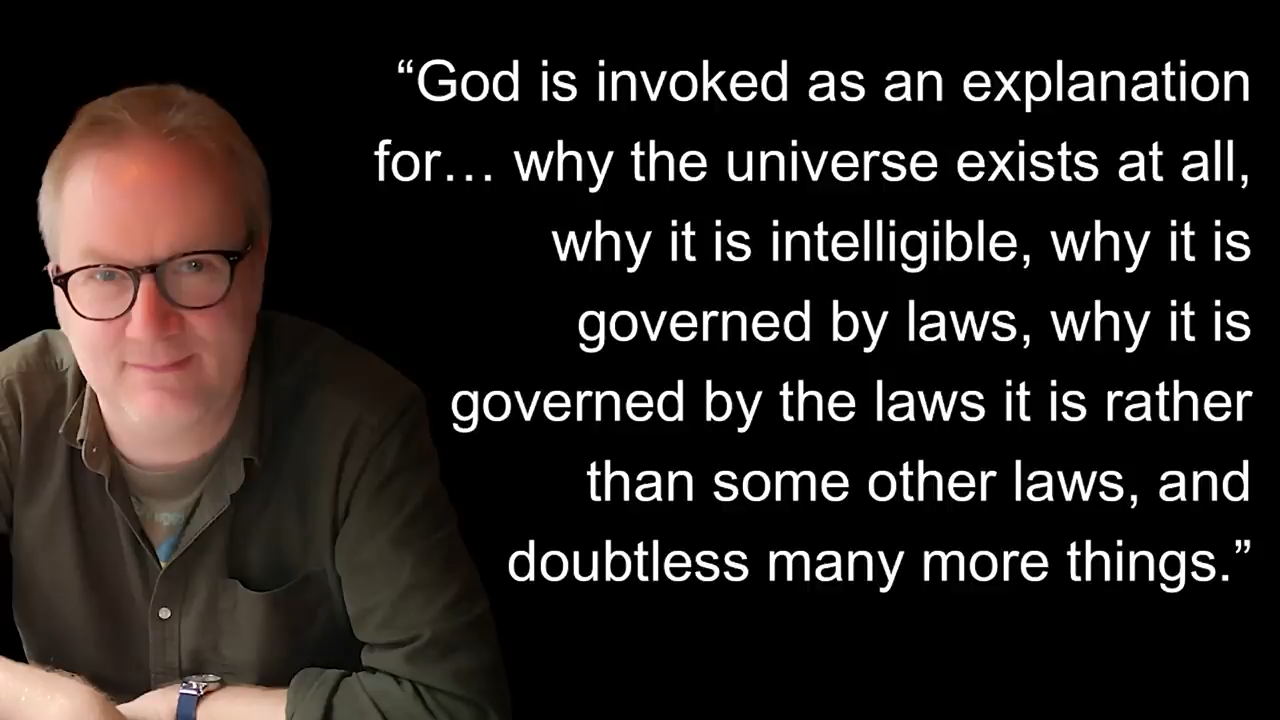 “God is invoked as an explanation
for… why the universe exists at all,
why it is intelligible, why it is
governed by laws, why it is
governed by the laws it is rather
than some other laws, and
doubtless many more things.”